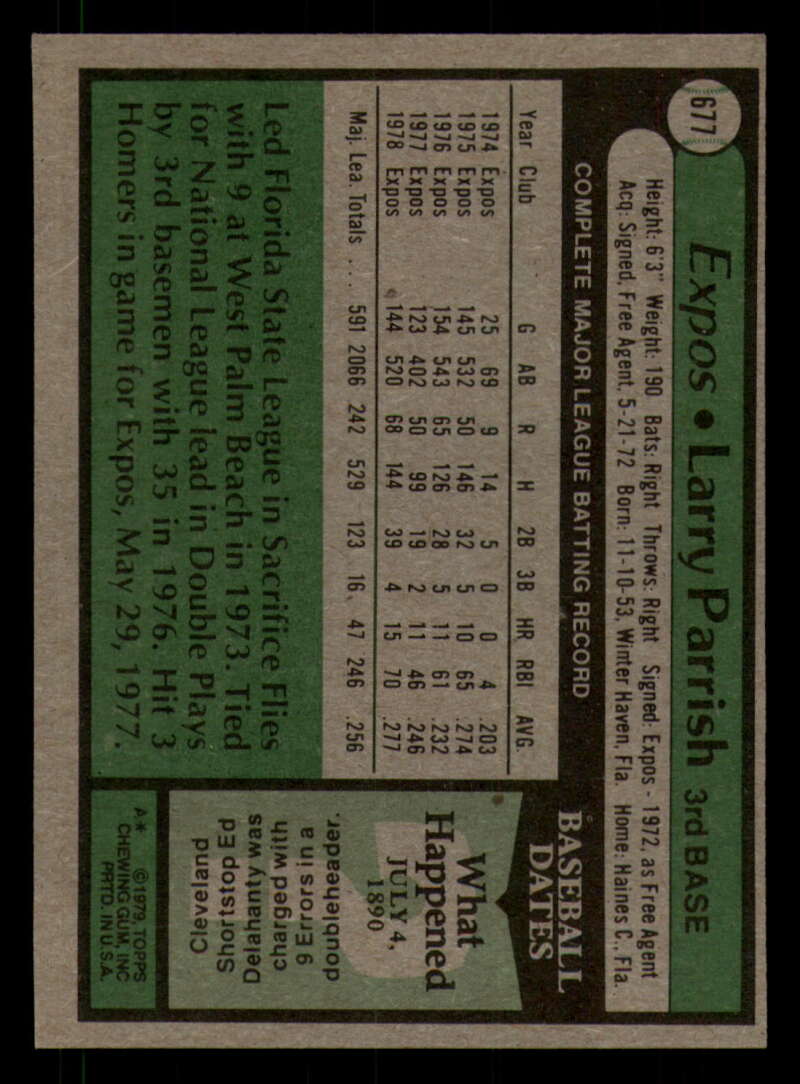 677
Expos • Larry Parrish 3rd BASE
Height: 6'3" Weight: 190 Bats: Right Throws: Right Signed: Expos - 1972, as Free Agent
Acq: Signed, Free Agent, 5-21-72 Born: 11-10-53, Winter Haven, Fla. Home: Haines C., Fla.
COMPLETE MAJOR LEAGUE BATTING RECORD
Year Club G AB R H 2B 3B HR RBI AVG.
1974 Expos 25 69 9 14 5 0 0 4 .203
1975 Expos 145 532 50 146 32 5 10 65 .274
1976 Expos 154 543 65 126 28 5 11 61 .232
1977 Expos 123 402 50 99 19 2 11 46 .246
1978 Expos 144 520 68 144 39 4 15 70 .277
Maj. Lea. Totals ... 591 2066 242 529 123 16 47 246 .256
Led Florida State League in Sacrifice Flies
with 9 at West Palm Beach in 1973. Tied
for National League lead in Double Plays
by 3rd basemen with 35 in 1976. Hit 3
Homers in game for Expos, May 29, 1977.
BASEBALL
DATES
What
Happened
JULY 4,
1890
Cleveland
Shortstop Ed
Delahanty was
charged with
9 Errors in a
doubleheader.
A* ©1979, TOPPS
CHEWING GUM, INC
PRTD. IN U.S.A.